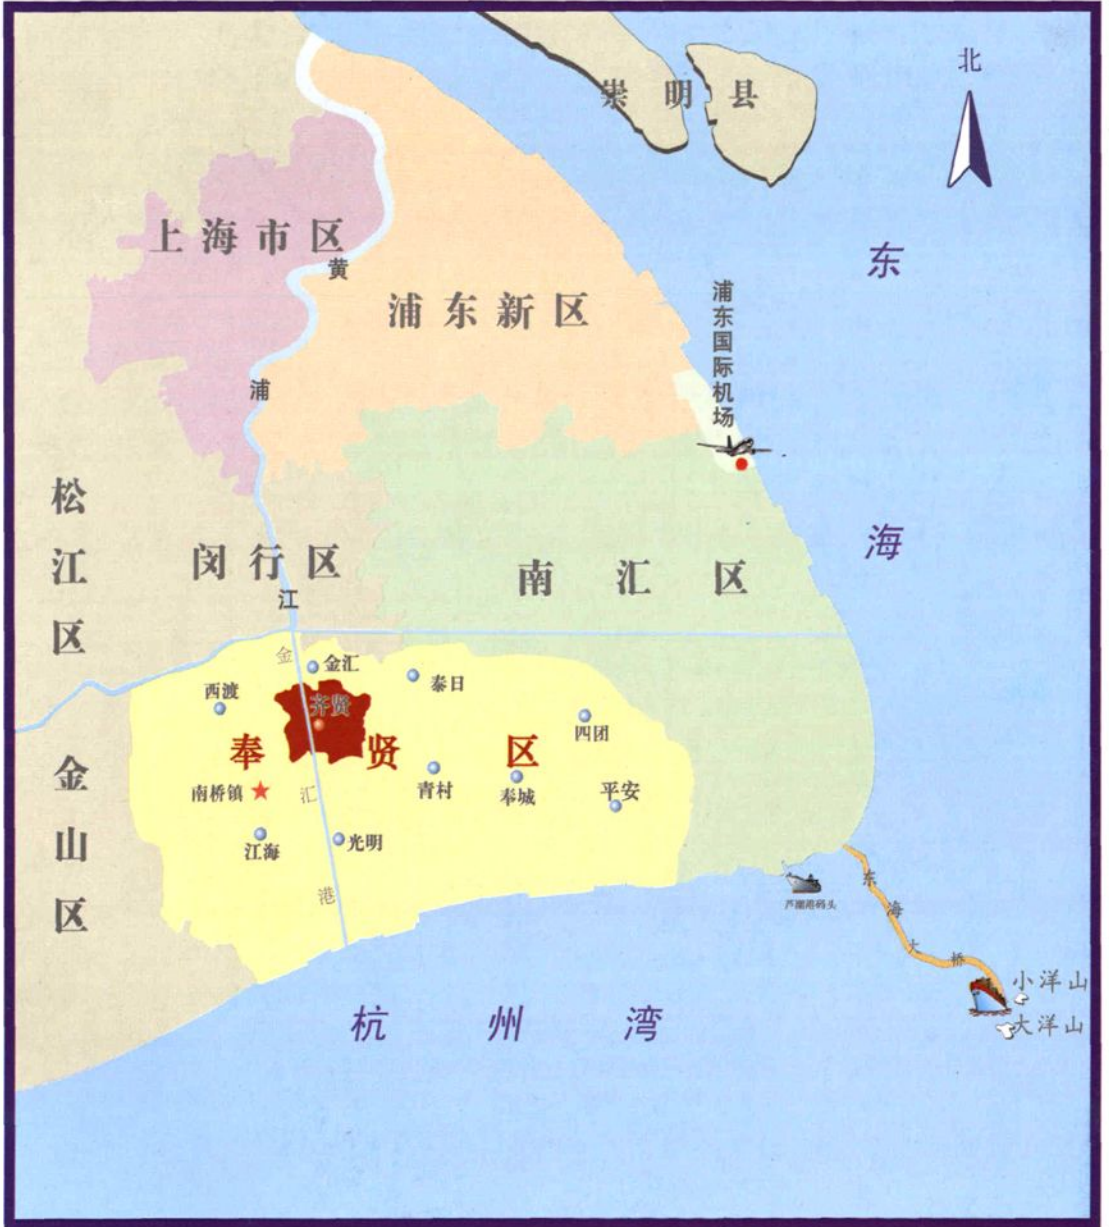 北
崇明县
东海
上海市区
黄浦江
浦东新区
浦东国际机场
松江区
闵行区
南汇区
金山区
金汇港
金汇
泰日
西渡
齐贤
四团
奉贤区
南桥镇
青村
奉城
平安
江海
光明
芦潮港码头
东海大桥
小洋山
大洋山
杭州湾